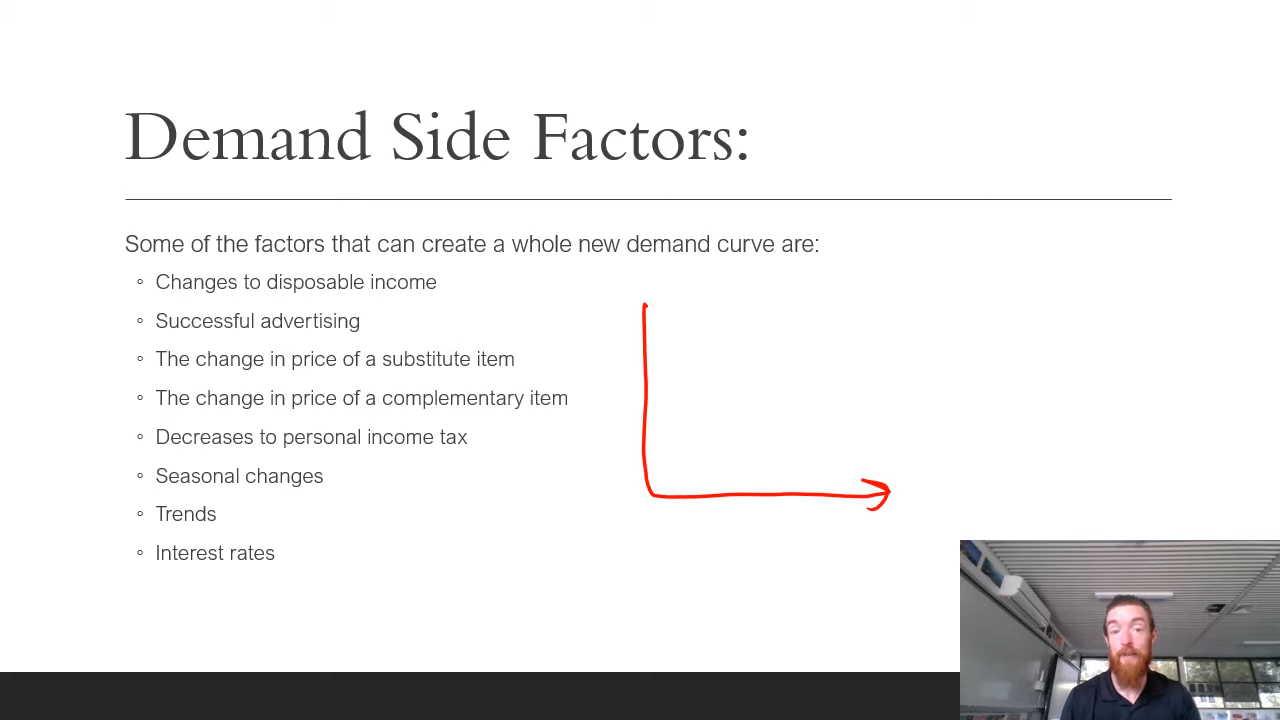 Demand Side Factors:
Some of the factors that can create a whole new demand curve are:
◦ Changes to disposable income
◦ Successful advertising
◦ The change in price of a substitute item
◦ The change in price of a complementary item
◦ Decreases to personal income tax
◦ Seasonal changes
◦ Trends
◦ Interest rates